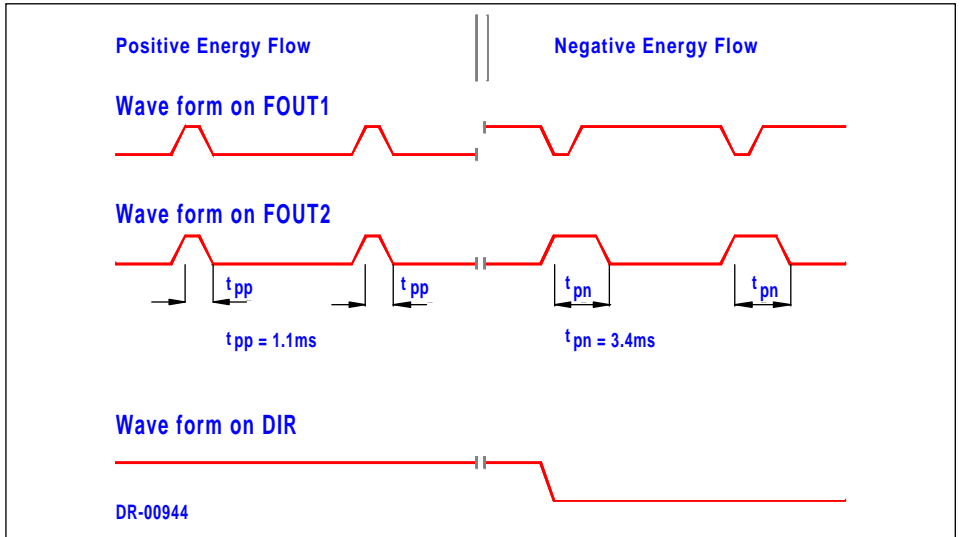 Positive Energy Flow
Negative Energy Flow
Wave form on FOUT1
Wave form on FOUT2
t pp
t pp
t pn
t pn
t pp = 1.1ms
t pn = 3.4ms
Wave form on DIR
DR-00944